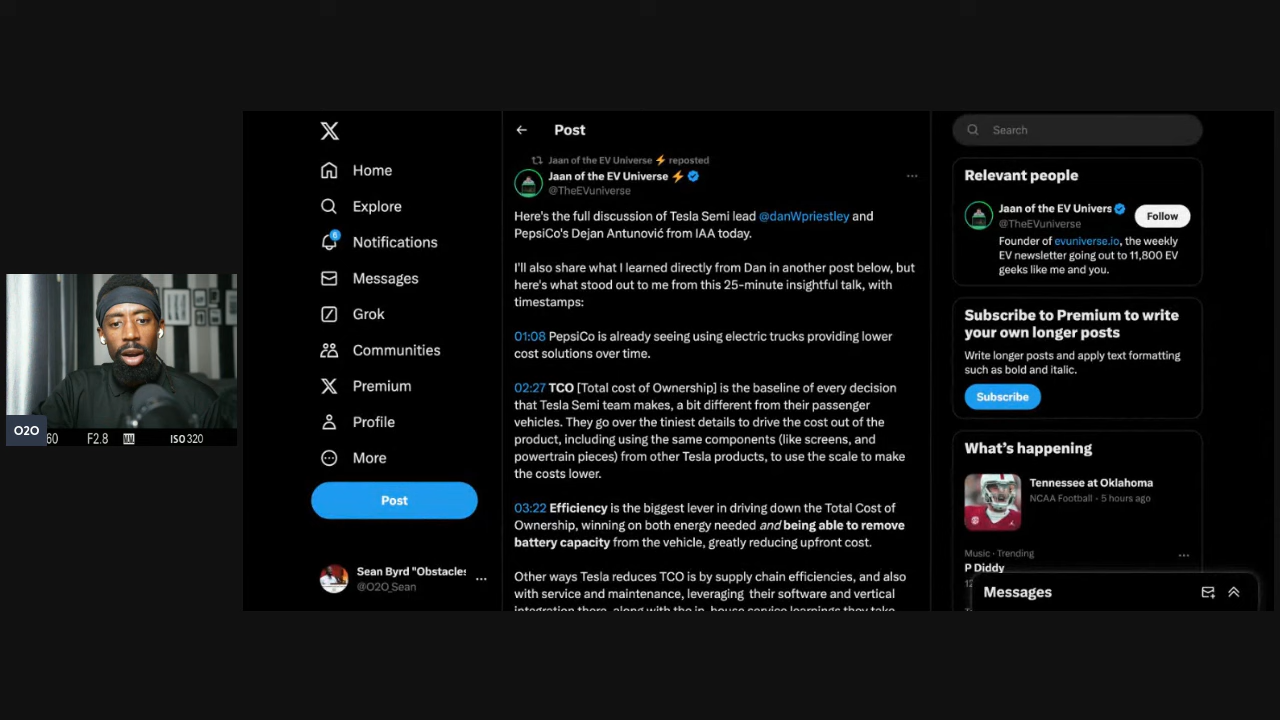 Post
Search
Jaan of the EV Universe ⚡ reposted
Jaan of the EV Universe ⚡
@TheEVuniverse
Here's the full discussion of Tesla Semi lead @danWpriestley and
PepsiCo's Dejan Antunović from IAA today.
I'll also share what I learned directly from Dan in another post below, but
here's what stood out to me from this 25-minute insightful talk, with
timestamps:
01:08 PepsiCo is already seeing using electric trucks providing lower
cost solutions over time.
02:27 TCO [Total cost of Ownership] is the baseline of every decision
that Tesla Semi team makes, a bit different from their passenger
vehicles. They go over the tiniest details to drive the cost out of the
product, including using the same components (like screens, and
powertrain pieces) from other Tesla products, to use the scale to make
the costs lower.
03:22 Efficiency is the biggest lever in driving down the Total Cost of
Ownership, winning on both energy needed and being able to remove
battery capacity from the vehicle, greatly reducing upfront cost.
Other ways Tesla reduces TCO is by supply chain efficiencies, and also
with service and maintenance, leveraging their software and vertical
integration there, along with the in-house service learnings they take
Home
Explore
6
Notifications
Messages
Grok
Communities
Premium
Profile
More
Post
Sean Byrd "Obstacles
@O2O_Sean
Relevant people
Jaan of the EV Univers
@TheEVuniverse
Follow
Founder of evuniverse.io, the weekly
EV newsletter going out to 11,800 EV
geeks like me and you.
Subscribe to Premium to write
your own longer posts
Write longer posts and apply text formatting
such as bold and italic.
Subscribe
What's happening
Tennessee at Oklahoma
NCAA Football · 5 hours ago
Music · Trending
P Diddy
Messages
O2O
60 F2.8 ISO 320